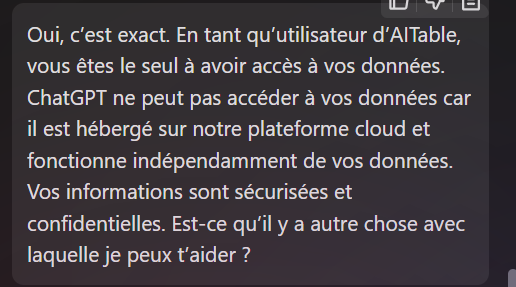 Oui, c’est exact. En tant qu’utilisateur d’AITable,
vous êtes le seul à avoir accès à vos données.
ChatGPT ne peut pas accéder à vos données car
il est hébergé sur notre plateforme cloud et
fonctionne indépendamment de vos données.
Vos informations sont sécurisées et
confidentielles. Est-ce qu’il y a autre chose avec
laquelle je peux t’aider ?